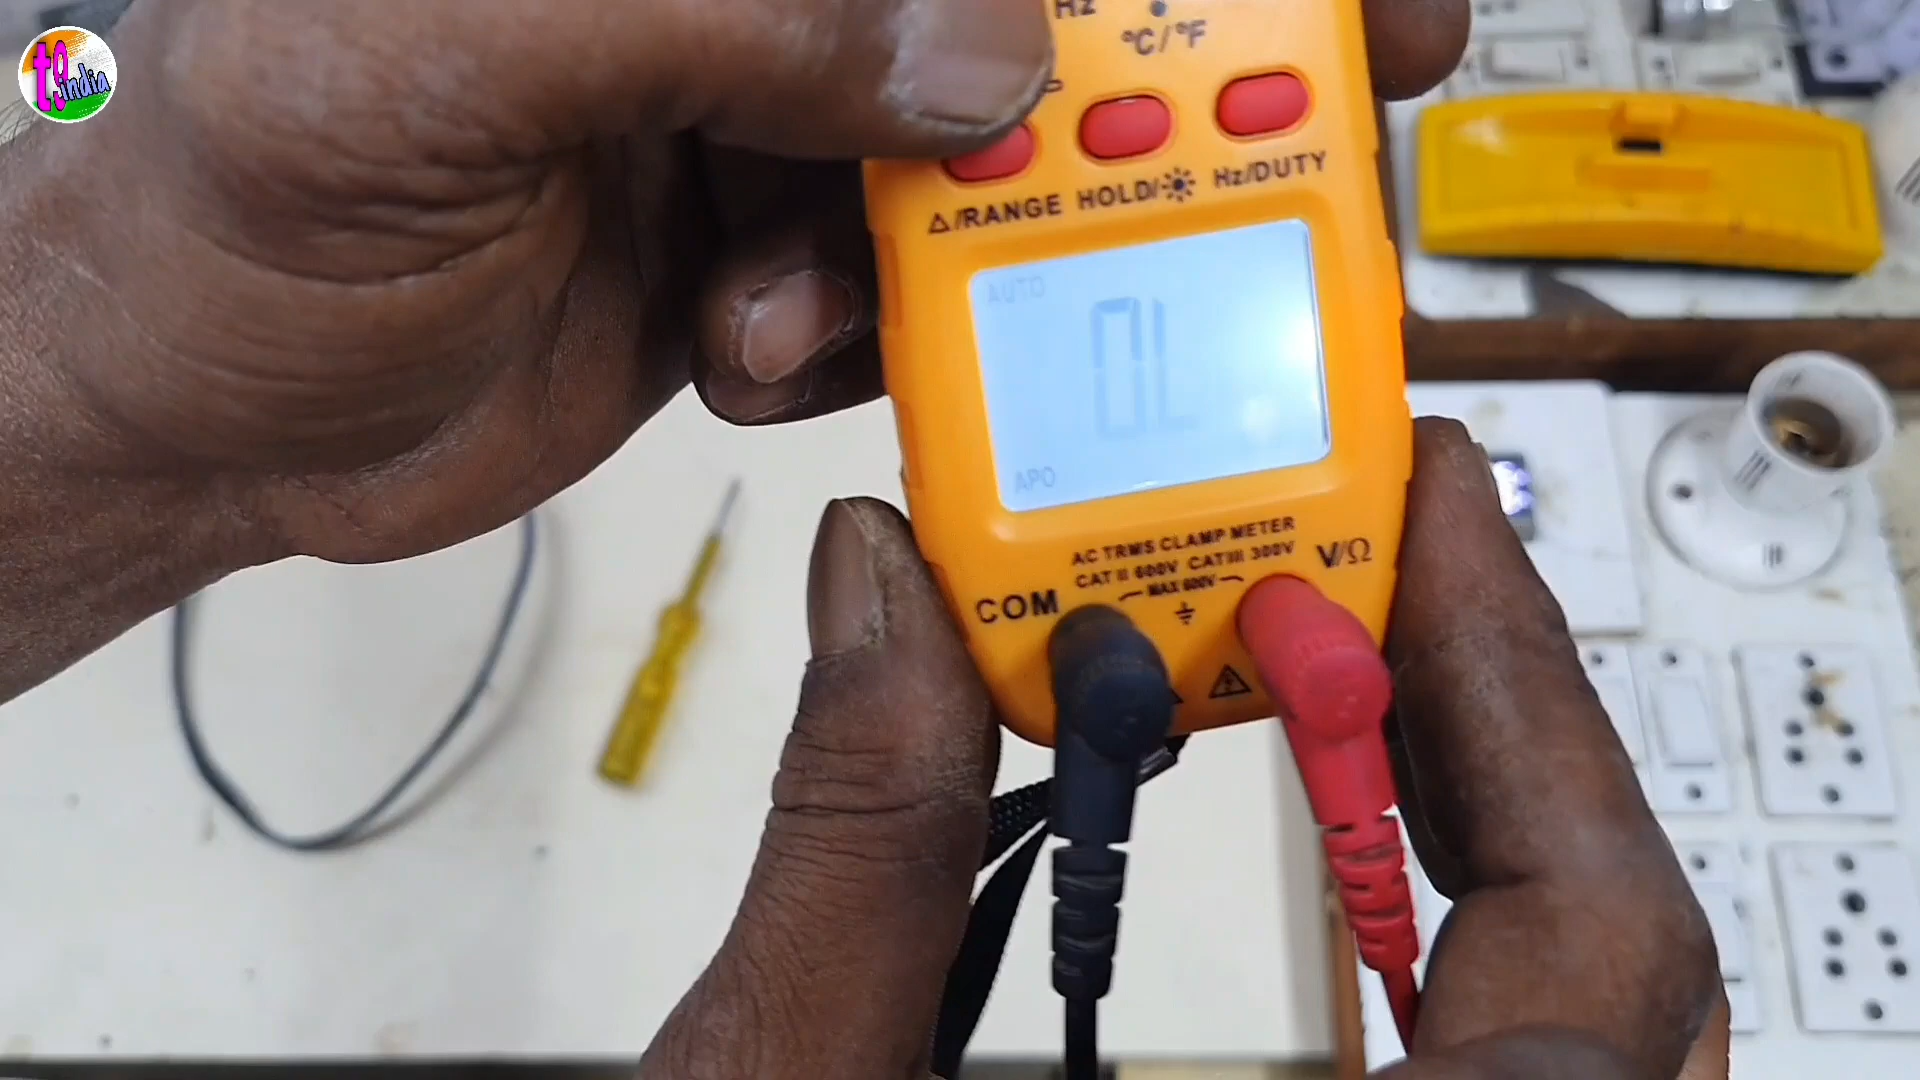 t
india
Hz
°C/°F
Δ/RANGE HOLD/☀ Hz/DUTY
AUTO
OL
APO
AC TRMS CLAMP METER
CAT II 600V CAT III 300V
MAX 600V
COM
V/Ω